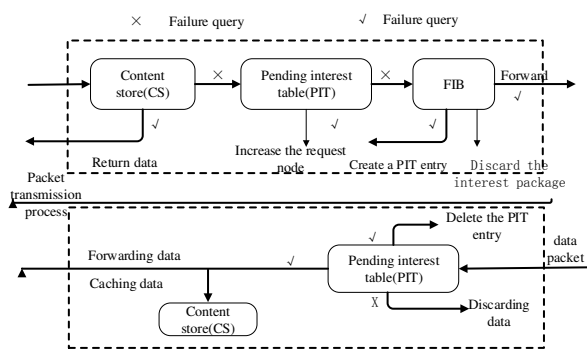 × Failure query √ Failure query
Content
store(CS)
×
Pending interest
table(PIT)
×
FIB
Forward
√
√
√
√
Return data
Increase the request
node
Create a PIT entry
Discard the
interest package
Packet
transmission
process
Delete the PIT
entry
Forwarding data
√
√
Pending interest
table(PIT)
data
packet
Caching data
X
Discarding
data
Content
store(CS)